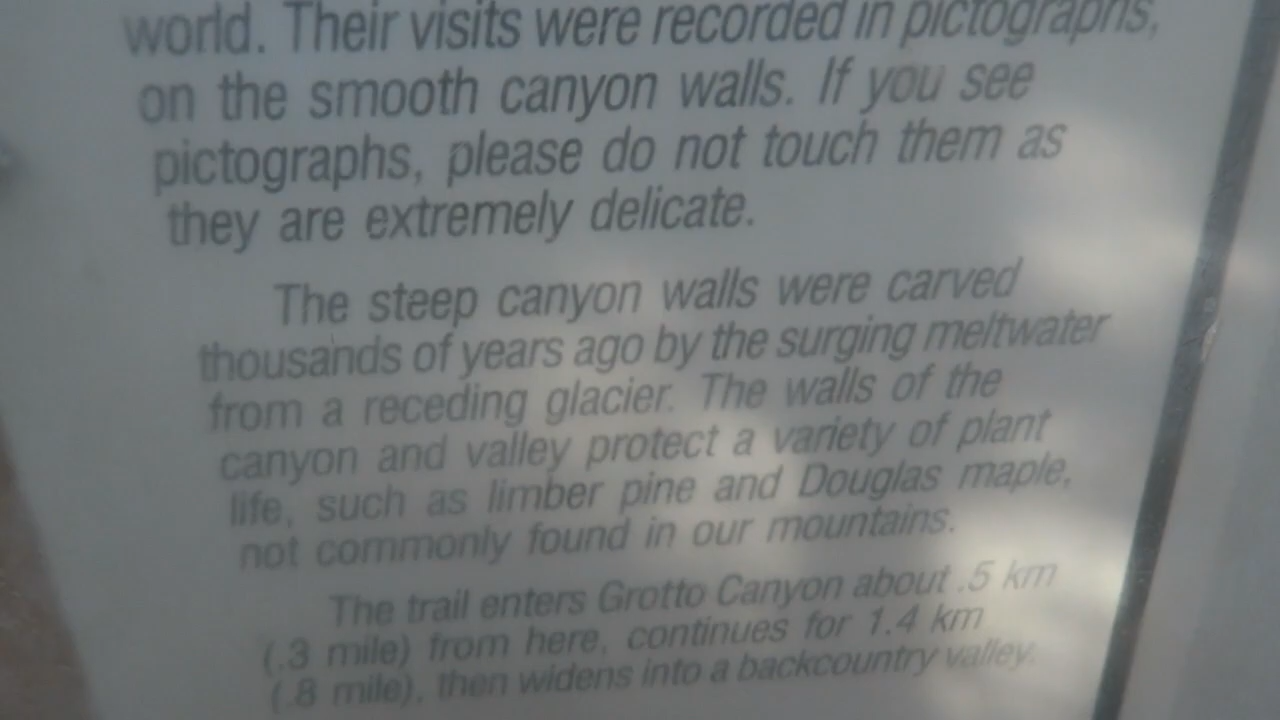 world. Their visits were recorded in pictographs,
on the smooth canyon walls. If you see
pictographs, please do not touch them as
they are extremely delicate.
The steep canyon walls were carved
thousands of years ago by the surging meltwater
from a receding glacier. The walls of the
canyon and valley protect a variety of plant
life, such as limber pine and Douglas maple,
not commonly found in our mountains.
The trail enters Grotto Canyon about .5 km
(.3 mile) from here, continues for 1.4 km
(.8 mile), then widens into a backcountry valley.